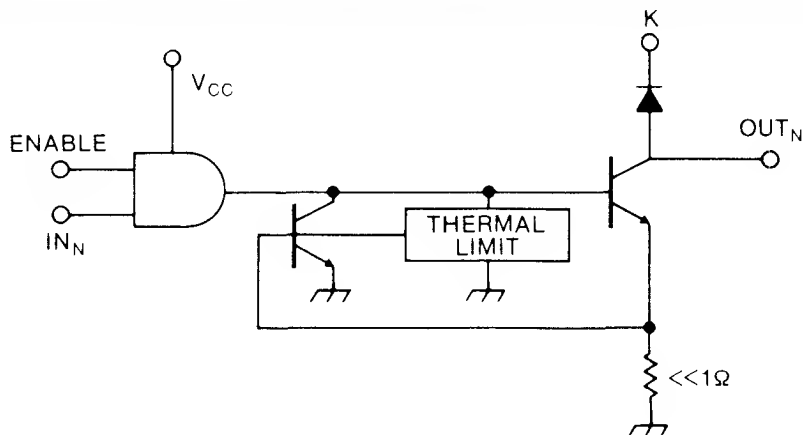 K
V_CC
ENABLE
OUT_N
IN_N
THERMAL
LIMIT
<<1Ω